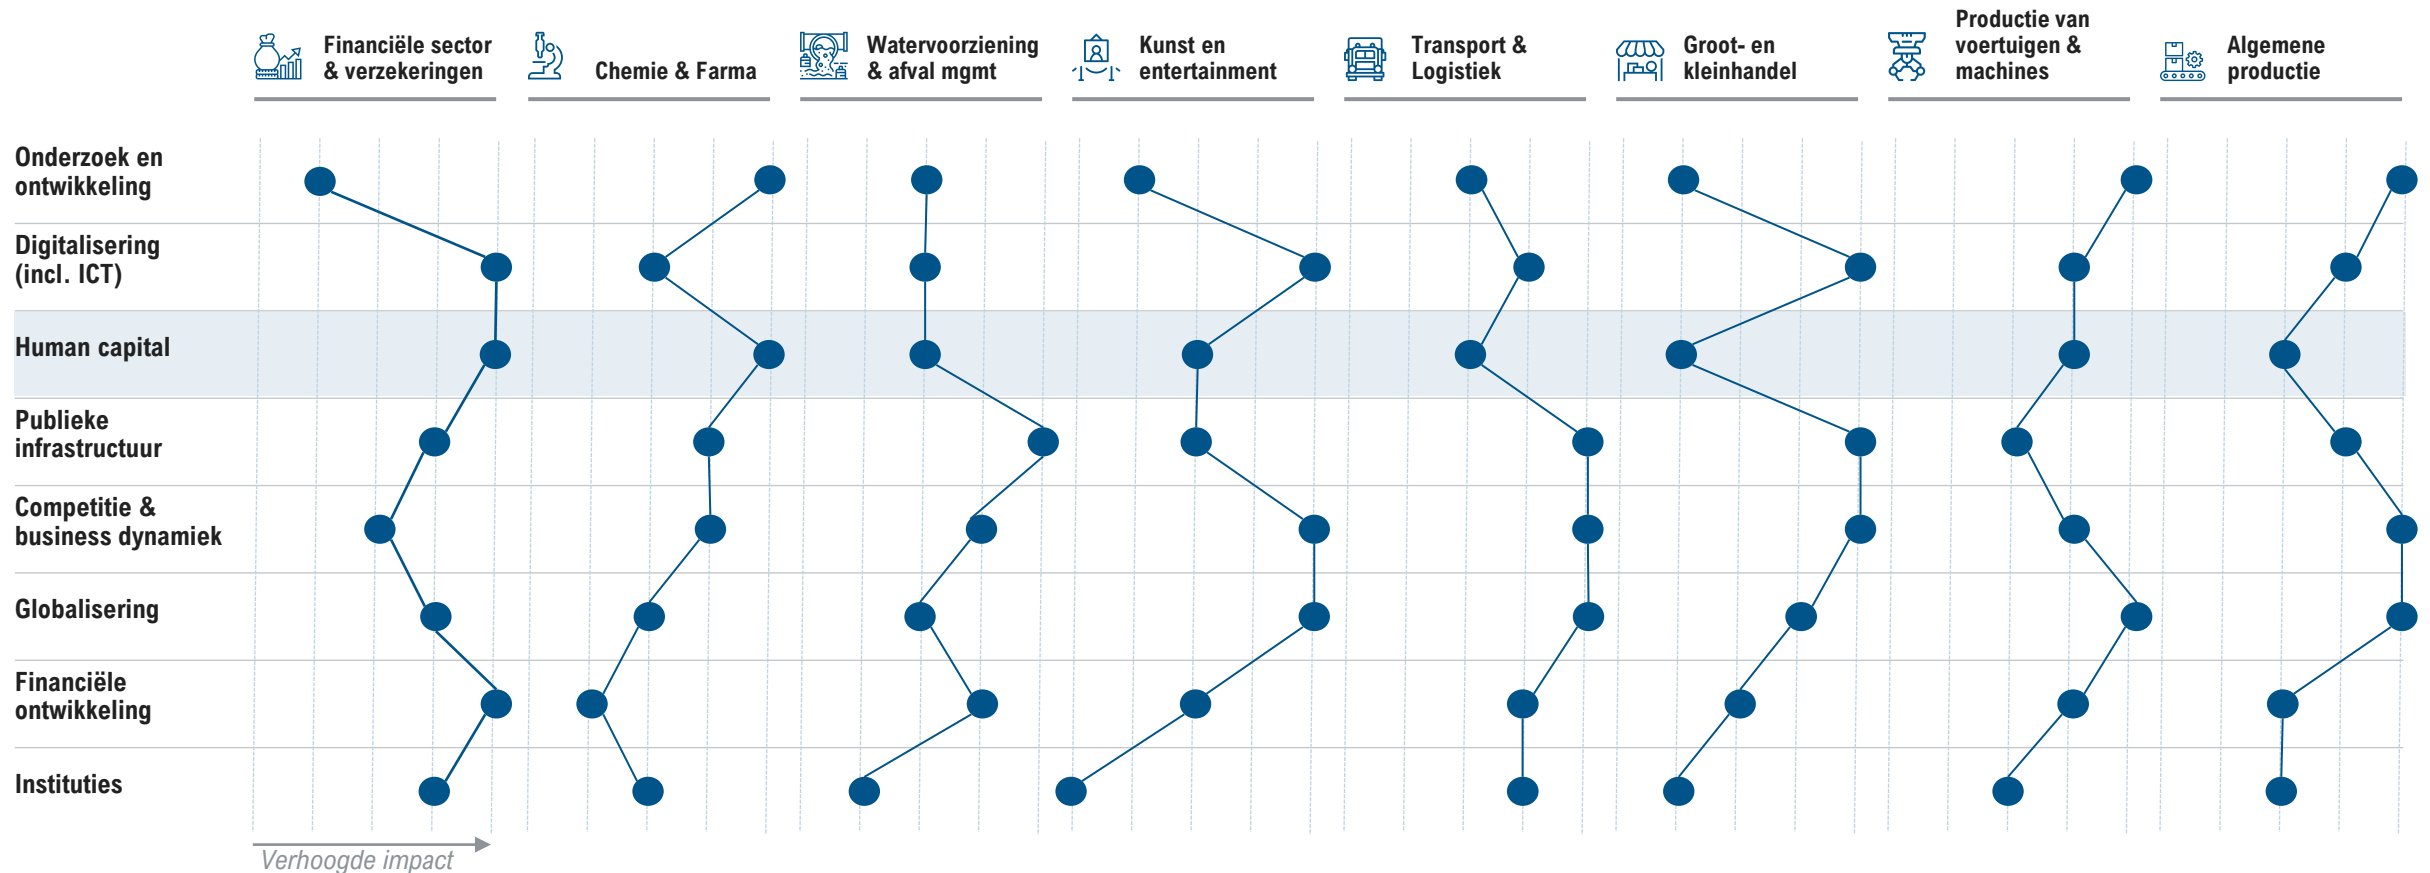 Financiële sector
& verzekeringen
Chemie & Farma
Watervoorziening
& afval mgmt
Kunst en
entertainment
Transport &
Logistiek
Groot- en
kleinhandel
Productie van
voertuigen &
machines
Algemene
productie
Onderzoek en
ontwikkeling
Digitalisering
(incl. ICT)
Human capital
Publieke
infrastructuur
Competitie &
business dynamiek
Globalisering
Financiële
ontwikkeling
Instituties
Verhoogde impact